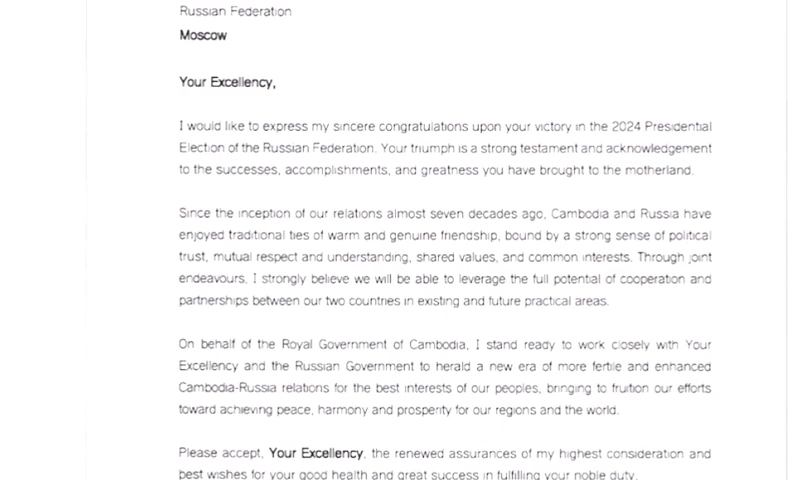 Russian Federation
Moscow
Your Excellency,
I would like to express my sincere congratulations upon your victory in the 2024 Presidential
Election of the Russian Federation. Your triumph is a strong testament and acknowledgement
to the successes, accomplishments, and greatness you have brought to the motherland.
Since the inception of our relations almost seven decades ago, Cambodia and Russia have
enjoyed traditional ties of warm and genuine friendship, bound by a strong sense of political
trust, mutual respect and understanding, shared values, and common interests. Through joint
endeavours, I strongly believe we will be able to leverage the full potential of cooperation and
partnerships between our two countries in existing and future practical areas.
On behalf of the Royal Government of Cambodia, I stand ready to work closely with Your
Excellency and the Russian Government to herald a new era of more fertile and enhanced
Cambodia-Russia relations for the best interests of our peoples, bringing to fruition our efforts
toward achieving peace, harmony and prosperity for our regions and the world.
Please accept, Your Excellency, the renewed assurances of my highest consideration and
best wishes for your good health and great success in fulfilling your noble duty.